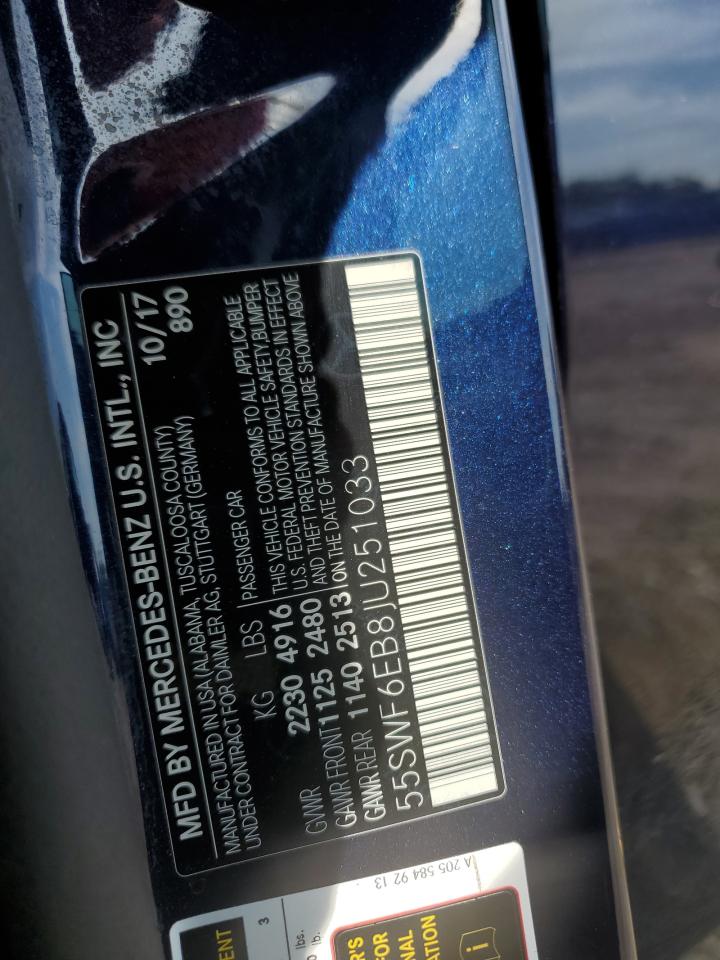 MFD BY MERCEDES-BENZ U.S. INTL., INC
MANUFACTURED IN USA (ALABAMA, TUSCALOOSA COUNTY) 10/17
UNDER CONTRACT FOR DAIMLER AG, STUTTGART (GERMANY) 890
KG LBS PASSENGER CAR
GVWR 2230 4916 THIS VEHICLE CONFORMS TO ALL APPLICABLE
U.S. FEDERAL MOTOR VEHICLE SAFETY, BUMPER
GAWR FRONT 1125 2480 AND THEFT PREVENTION STANDARDS IN EFFECT
GAWR REAR 1140 2513 ON THE DATE OF MANUFACTURE SHOWN ABOVE
55SWF6EB8JU251033
A 205 584 92 13
3
lbs.
lb.